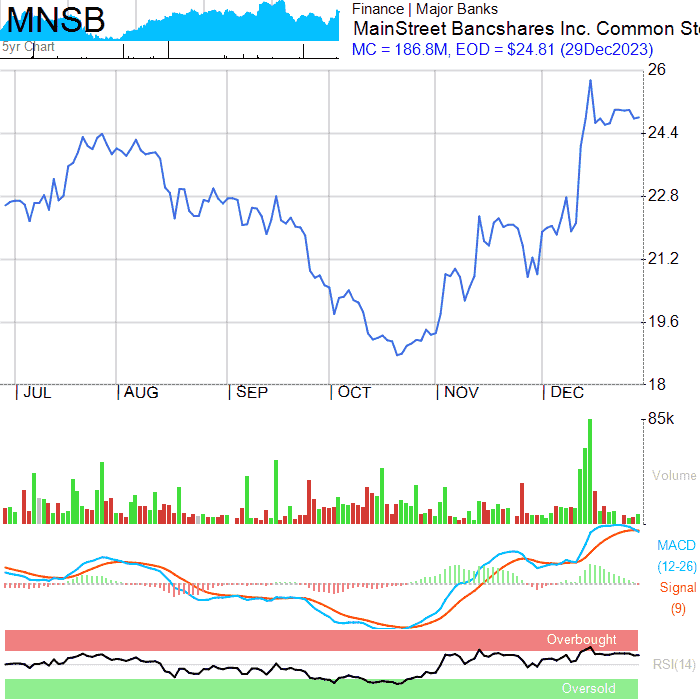 MNSB
5yr Chart
Finance | Major Banks
MainStreet Bancshares Inc. Common Sto
MC = 186.8M, EOD = $24.81 (29Dec2023)
26
24.4
22.8
21.2
19.6
18
JUL AUG SEP OCT NOV DEC
85k
Volume
MACD
(12-26)
Signal
(9)
Overbought
RSI(14)
Oversold